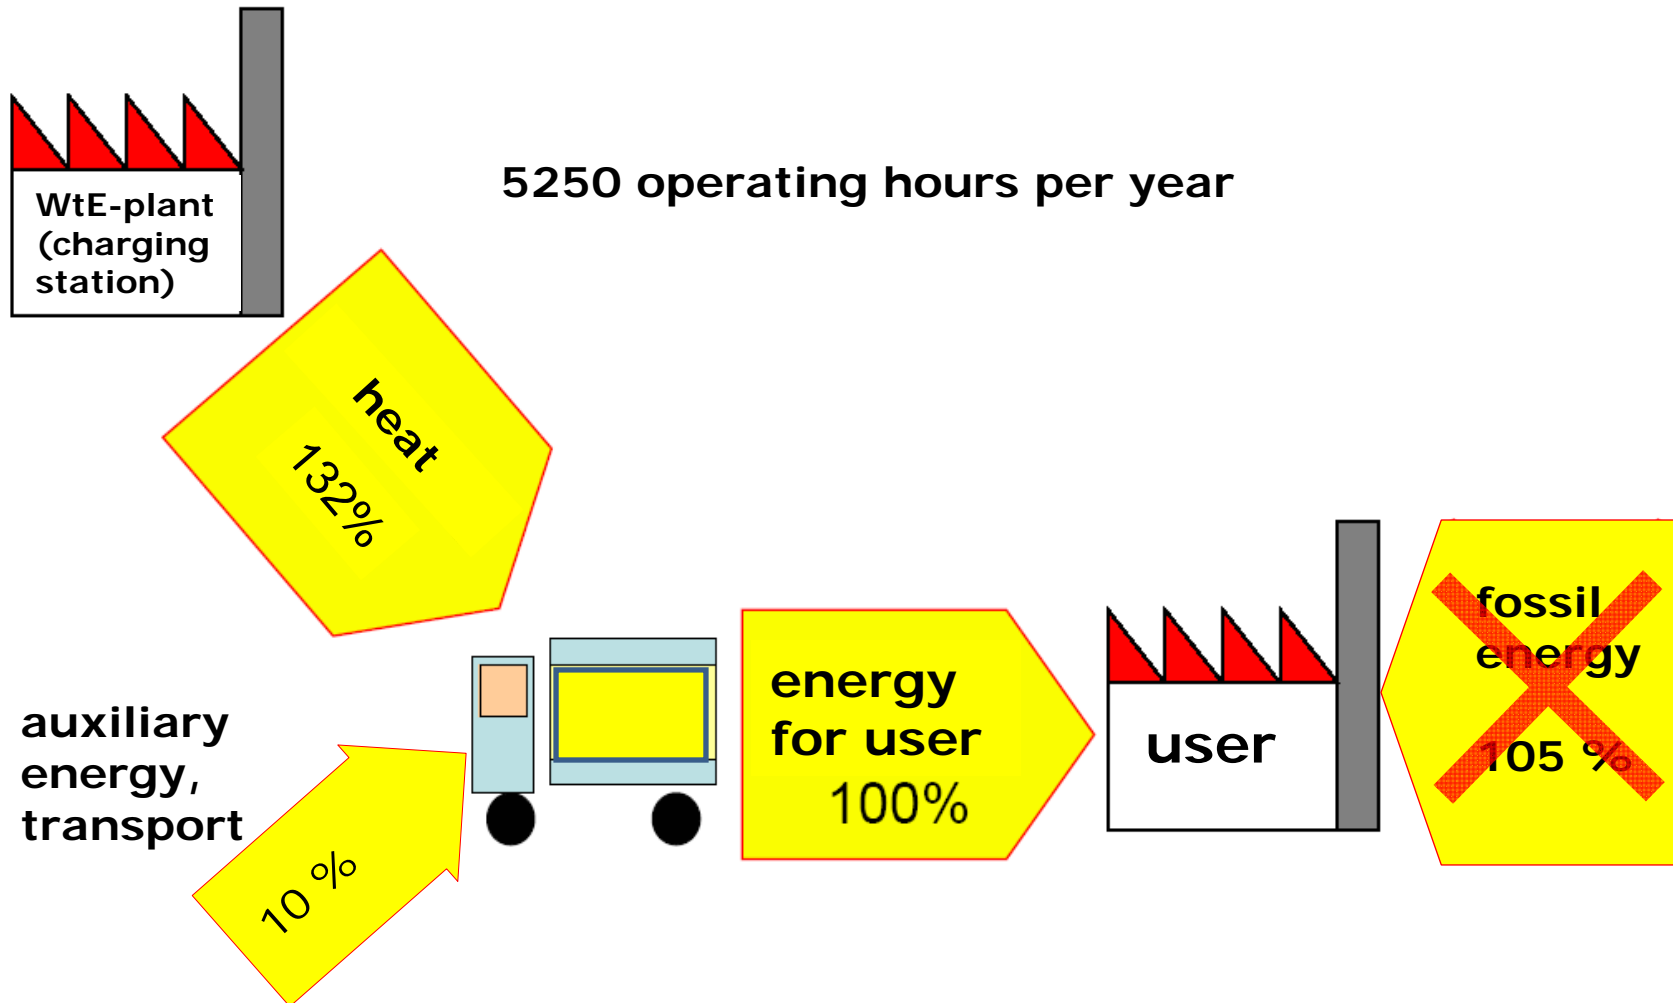 5250 operating hours per year
WtE-plant
(charging
station)
heat
132%
auxiliary
energy,
transport
10 %
energy
for user
100%
user
fossil
energy
105 %